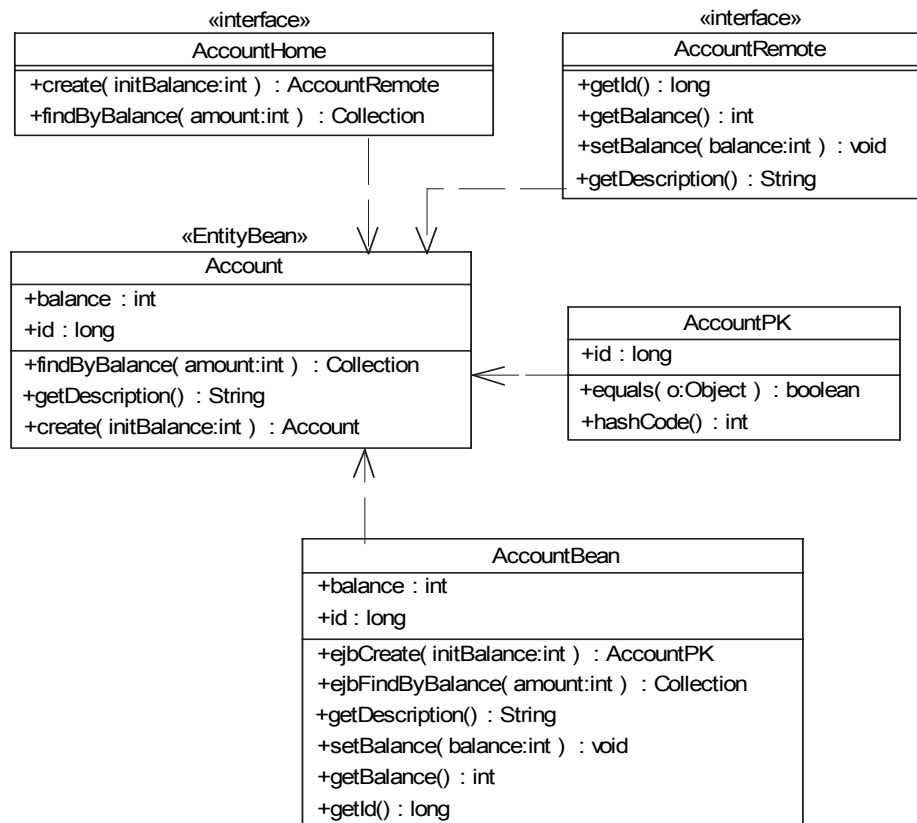 «interface»
AccountHome
+create( initBalance:int ) : AccountRemote
+findByBalance( amount:int ) : Collection
«interface»
AccountRemote
+getId() : long
+getBalance() : int
+setBalance( balance:int ) : void
+getDescription() : String
«EntityBean»
Account
+balance : int
+id : long
+findByBalance( amount:int ) : Collection
+getDescription() : String
+create( initBalance:int ) : Account
AccountPK
+id : long
+equals( o:Object ) : boolean
+hashCode() : int
AccountBean
+balance : int
+id : long
+ejbCreate( initBalance:int ) : AccountPK
+ejbFindByBalance( amount:int ) : Collection
+getDescription() : String
+setBalance( balance:int ) : void
+getBalance() : int
+getId() : long